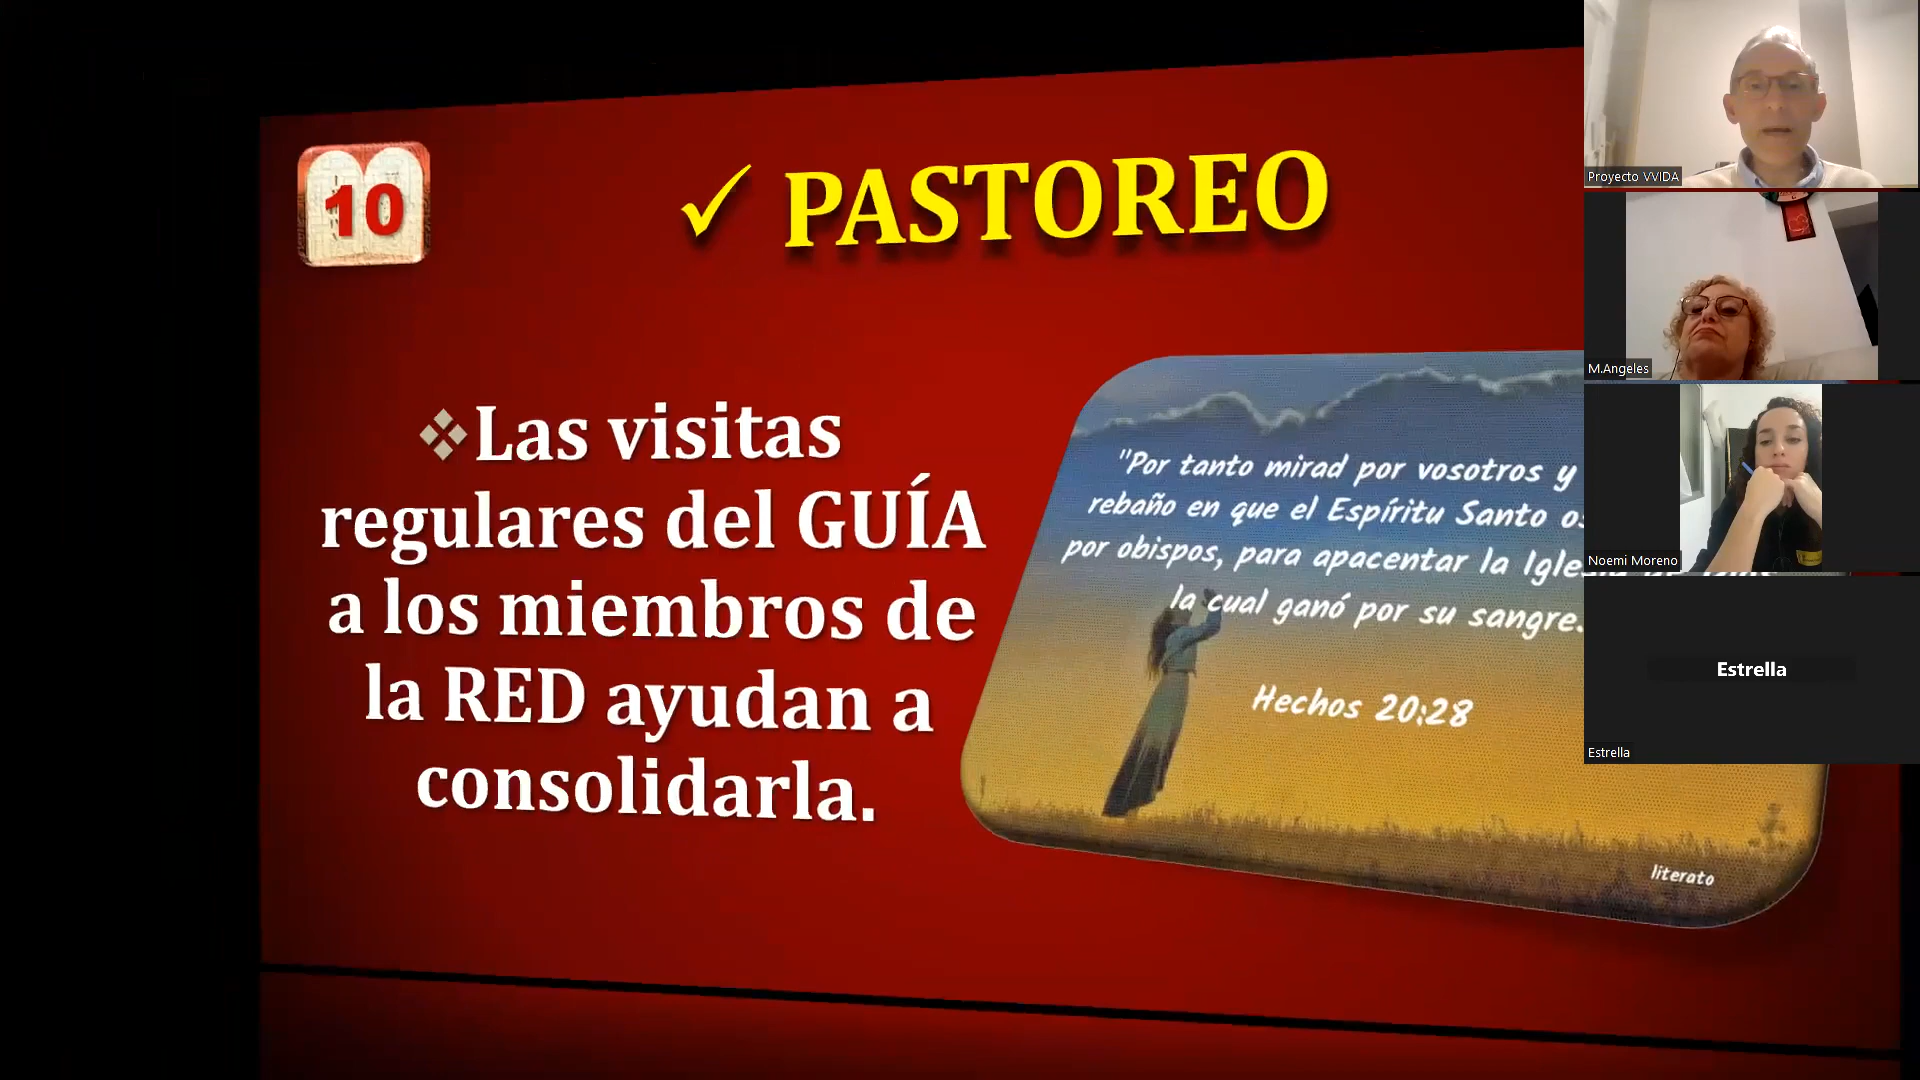 10
✓ PASTOREO
❖Las visitas
regulares del GUÍA
a los miembros de
la RED ayudan a
consolidarla.
"Por tanto mirad por vosotros y
rebaño en que el Espíritu Santo
por obispos, para apacentar la
la cual ganó por su sangre.
Hechos 20:28
literato
Proyecto VVIDA
M.Angeles
Noemi Moreno
Estrella
Estrella